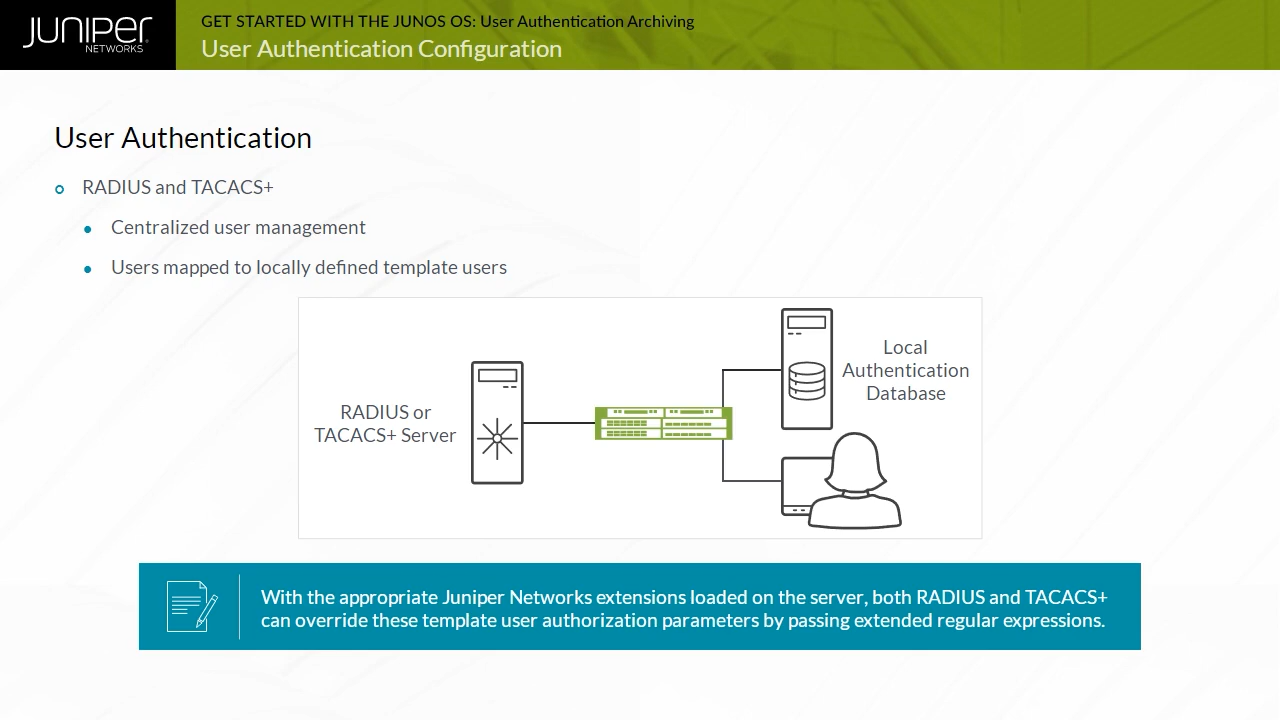 JUNIPER
NETWORKS
GET STARTED WITH THE JUNOS OS: User Authentication Archiving
User Authentication Configuration
User Authentication
RADIUS and TACACS+
Centralized user management
Users mapped to locally defined template users
RADIUS or
TACACS+ Server
Local
Authentication
Database
With the appropriate Juniper Networks extensions loaded on the server, both RADIUS and TACACS+
can override these template user authorization parameters by passing extended regular expressions.